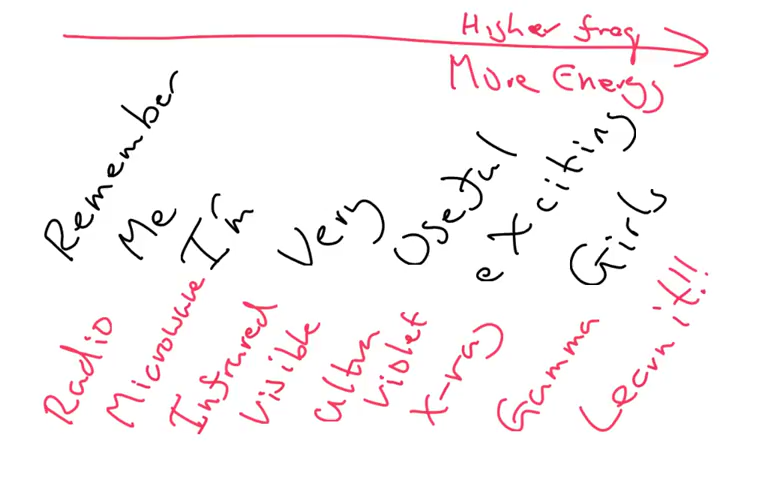 Higher freq
More Energy
Remember Me I'm Very Useful eXciting Girls
Radio Microwave Infrared Visible Ultra Violet X-ray Gamma Learn it!!!